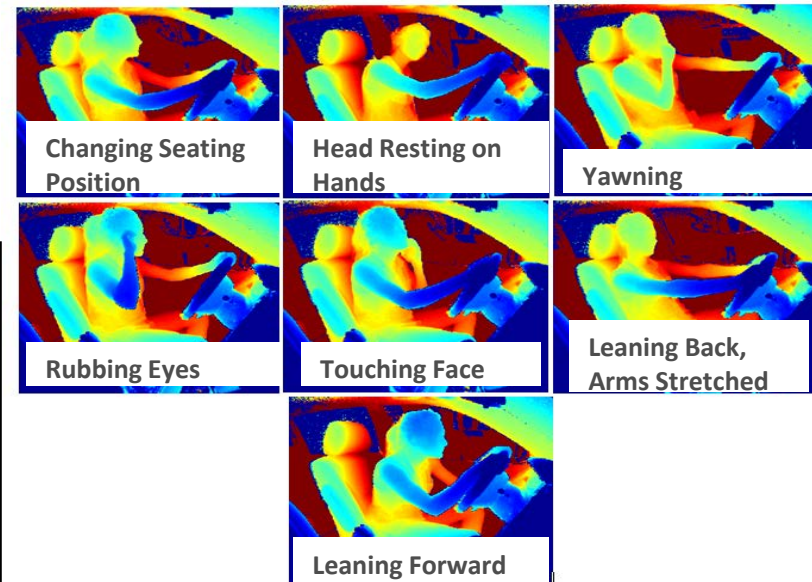 Changing Seating
Position
Head Resting on
Hands
Yawning
Rubbing Eyes
Touching Face
Leaning Back,
Arms Stretched
Leaning Forward